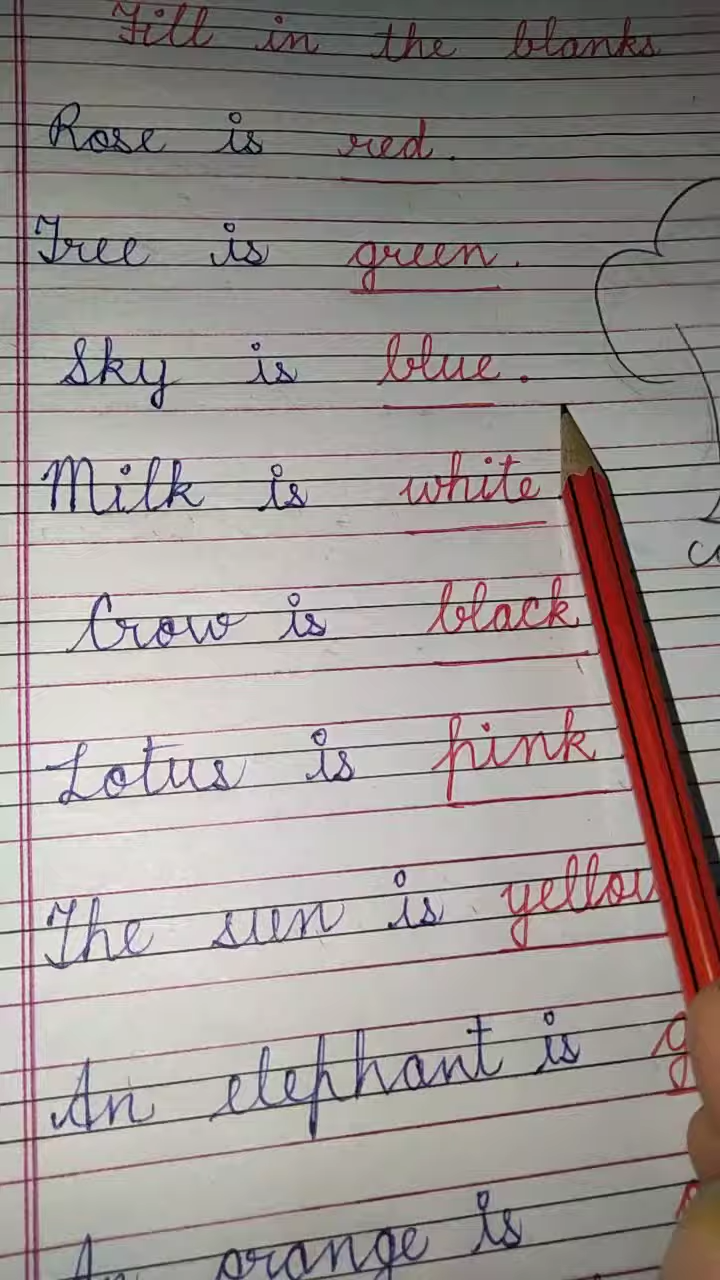 Fill in the blanks
Rose is red.
Tree is green.
Sky is blue.
Milk is white
Crow is black
Lotus is pink
The sun is yellow
An elephant is
An orange is